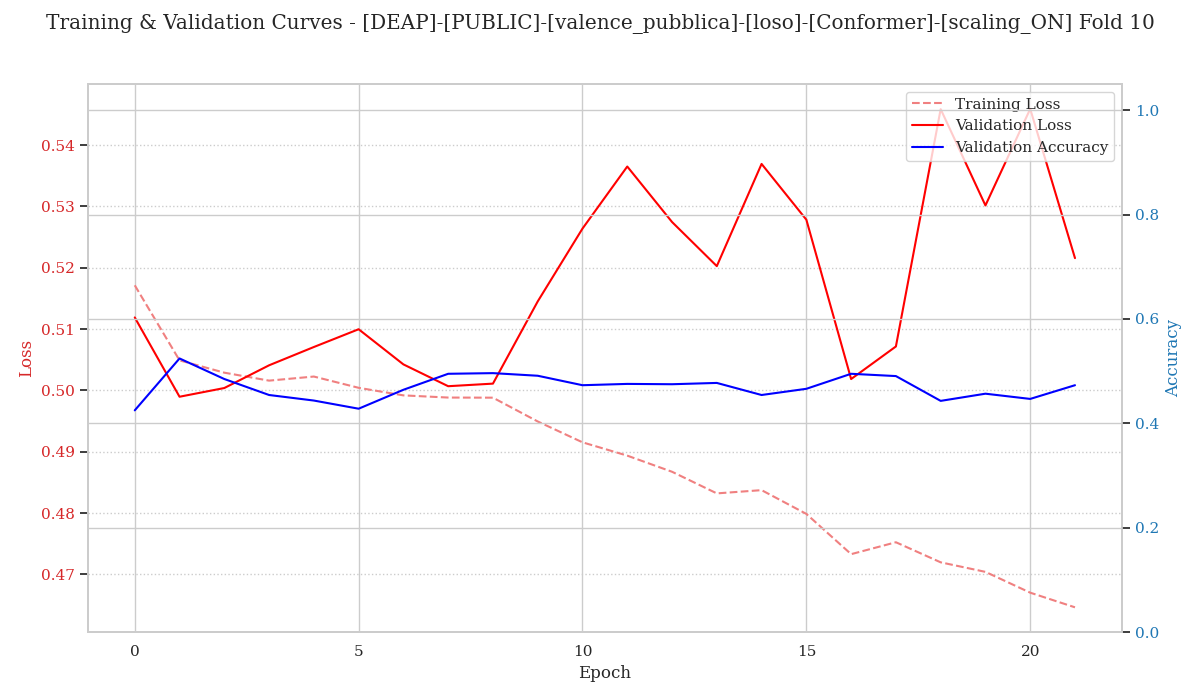 Training & Validation Curves - [DEAP]-[PUBLIC]-[valence_pubblica]-[loso]-[Conformer]-[scaling_ON] Fold 10
Training Loss
Validation Loss
Validation Accuracy
0.54
0.53
0.52
0.51
0.50
0.49
0.48
0.47
Loss
1.0
0.8
0.6
0.4
0.2
0.0
Accuracy
0 5 10 15 20
Epoch